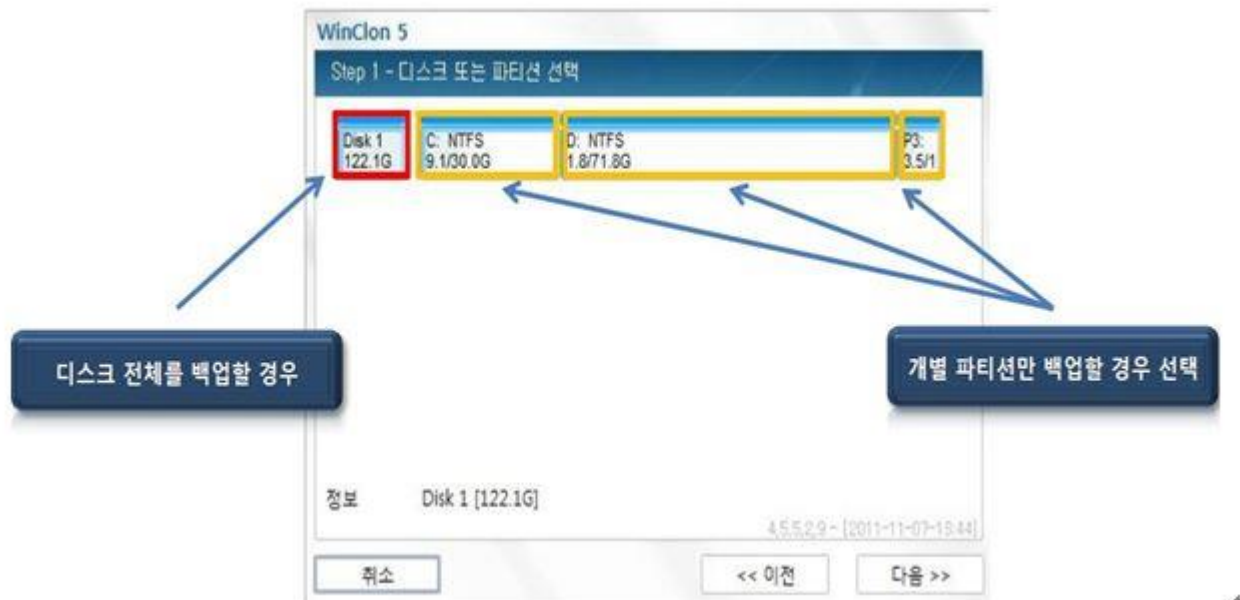 WinClon 5
Step 1 - 디스크 또는 파티션 선택
Disk 1
122.1G
C: NTFS
9.1/30.0G
D: NTFS
1.8/71.8G
P3:
3.5/1
디스크 전체를 백업할 경우
개별 파티션만 백업할 경우 선택
정보 Disk 1 [122.1G]
4,5,5,2,9 - [2011-11-07-13:44]
취소
<< 이전
다음 >>